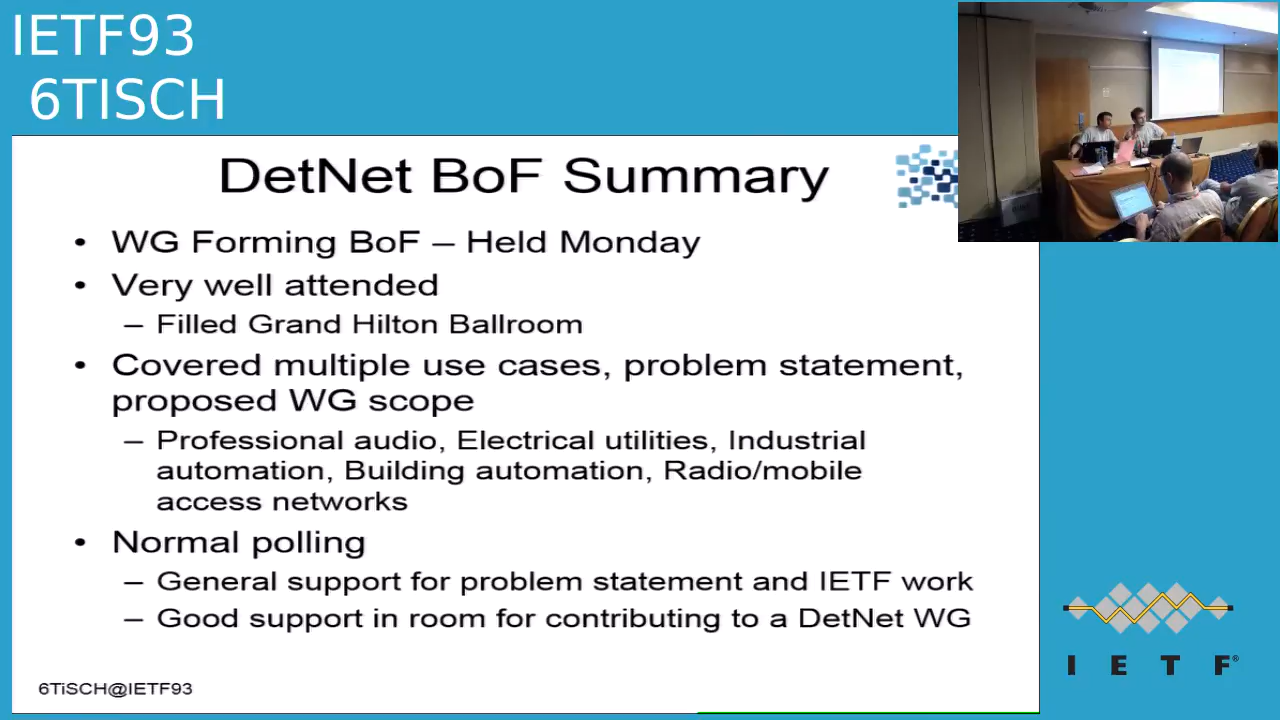 IETF93
6TISCH
DetNet BoF Summary
• WG Forming BoF – Held Monday
• Very well attended
– Filled Grand Hilton Ballroom
• Covered multiple use cases, problem statement,
proposed WG scope
– Professional audio, Electrical utilities, Industrial
automation, Building automation, Radio/mobile
access networks
• Normal polling
– General support for problem statement and IETF work
– Good support in room for contributing to a DetNet WG
6TiSCH@IETF93
I E T F®